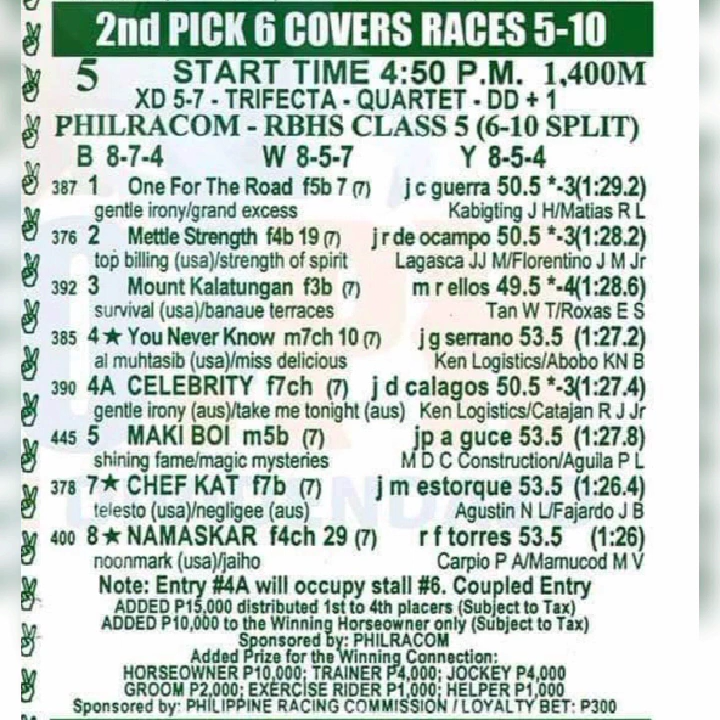 2nd PICK 6 COVERS RACES 5-10
5 START TIME 4:50 P.M. 1,400M
XD 5-7 - TRIFECTA - QUARTET - DD + 1
PHILRACOM - RBHS CLASS 5 (6-10 SPLIT)
B 8-7-4 W 8-5-7 Y 8-5-4
387 1 One For The Road f5b 7 (7) j c guerra 50.5 *-3(1:29.2)
gentle irony/grand excess Kabigting J H/Matias R L
376 2 Mettle Strength f4b 19 (7) j r de ocampo 50.5 *-3(1:28.2)
top billing (usa)/strength of spirit Lagasca JJ M/Florentino J M Jr
392 3 Mount Kalatungan f3b (7) m r ellos 49.5 *-4(1:28.6)
survival (usa)/banaue terraces Tan W T/Roxas E S
385 4★ You Never Know m7ch 10 (7) j g serrano 53.5 (1:27.2)
al muhtasib (usa)/miss delicious Ken Logistics/Abobo KN B
390 4A CELEBRITY f7ch (7) j d calagos 50.5 *-3(1:27.4)
gentle irony (aus)/take me tonight (aus) Ken Logistics/Catajan R J Jr
445 5 MAKI BOI m5b (7) jp a guce 53.5 (1:27.8)
shining fame/magic mysteries M D C Construction/Aguila P L
378 7★ CHEF KAT f7b (7) j m estorque 53.5 (1:26.4)
telesto (usa)/negligee (aus) Agustin N L/Fajardo J B
400 8★ NAMASKAR f4ch 29 (7) r f torres 53.5 (1:26)
noonmark (usa)/jaiho Carpio P A/Mamucod M V
Note: Entry #4A will occupy stall #6. Coupled Entry
ADDED P15,000 distributed 1st to 4th placers (Subject to Tax)
ADDED P10,000 to the Winning Horseowner only (Subject to Tax)
Sponsored by: PHILRACOM
Added Prize for the Winning Connection:
HORSEOWNER P10,000; TRAINER P4,000; JOCKEY P4,000
GROOM P2,000; EXERCISE RIDER P1,000; HELPER P1,000
Sponsored by: PHILIPPINE RACING COMMISSION / LOYALTY BET: P300